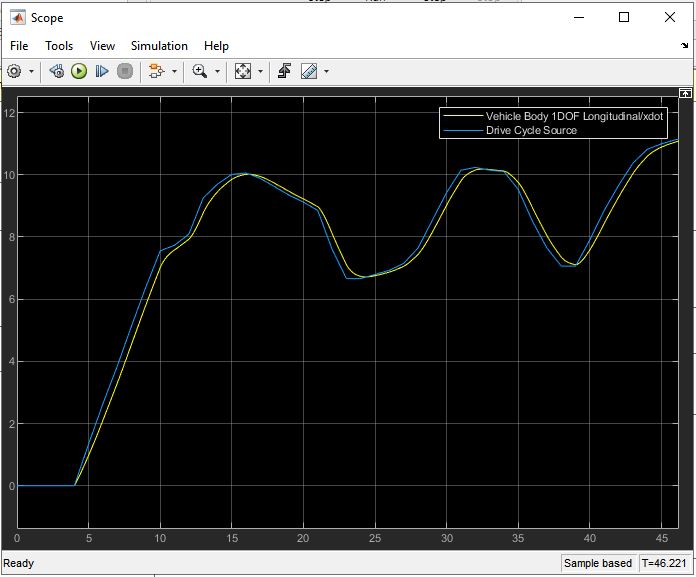 Scope
File Tools View Simulation Help
Vehicle Body 1DOF Longitudinal/xdot
Drive Cycle Source
12
10
8
6
4
2
0
0 5 10 15 20 25 30 35 40 45
Ready Sample based T=46.221